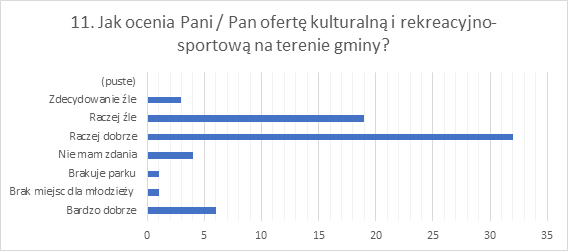 11. Jak ocenia Pani / Pan ofertę kulturalną i rekreacyjno-
sportową na terenie gminy?
(puste)
Zdecydowanie źle
Raczej źle
Raczej dobrze
Nie mam zdania
Brakuje parku
Brak miejsc dla młodzieży
Bardzo dobrze
0 5 10 15 20 25 30 35